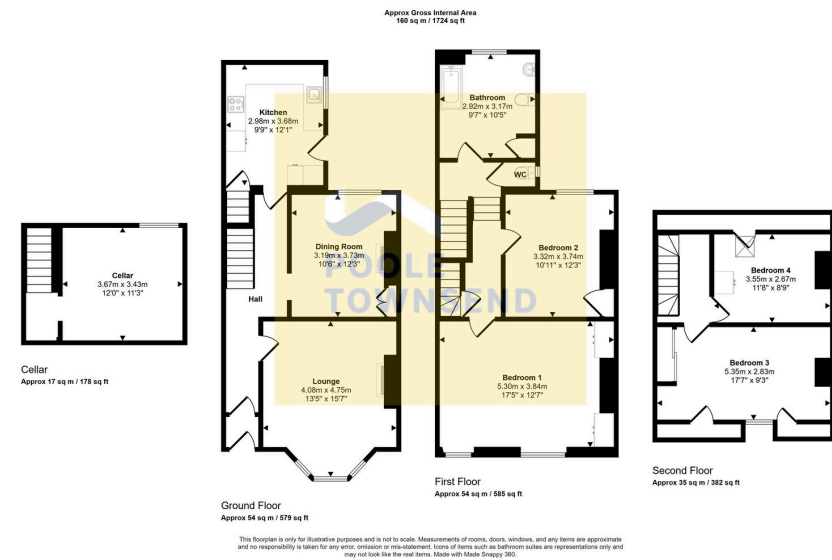 Approx Gross Internal Area
160 sq m / 1724 sq ft
Kitchen
2.98m x 3.68m
9'9" x 12'1"
Dining Room
3.19m x 3.73m
10'6" x 12'3"
Hall
Lounge
4.08m x 4.75m
13'5" x 15'7"
Cellar
3.67m x 3.43m
12'0" x 11'3"
Cellar
Approx 17 sq m / 178 sq ft
Ground Floor
Approx 54 sq m / 579 sq ft
Bathroom
2.92m x 3.17m
9'7" x 10'5"
WC
Bedroom 2
3.32m x 3.74m
10'11" x 12'3"
Bedroom 1
5.30m x 3.84m
17'5" x 12'7"
First Floor
Approx 54 sq m / 585 sq ft
Bedroom 4
3.55m x 2.67m
11'8" x 8'9"
Bedroom 3
5.35m x 2.83m
17'7" x 9'3"
Second Floor
Approx 35 sq m / 382 sq ft
POOLE
TOWNSEND
This floorplan is only for illustrative purposes and is not to scale. Measurements of rooms, doors, windows, and any items are approximate
and no responsibility is taken for any error, omission or mis-statement. Icons of items such as bathroom suites are representations only and
may not look like the real items. Made with Made Snappy 360.